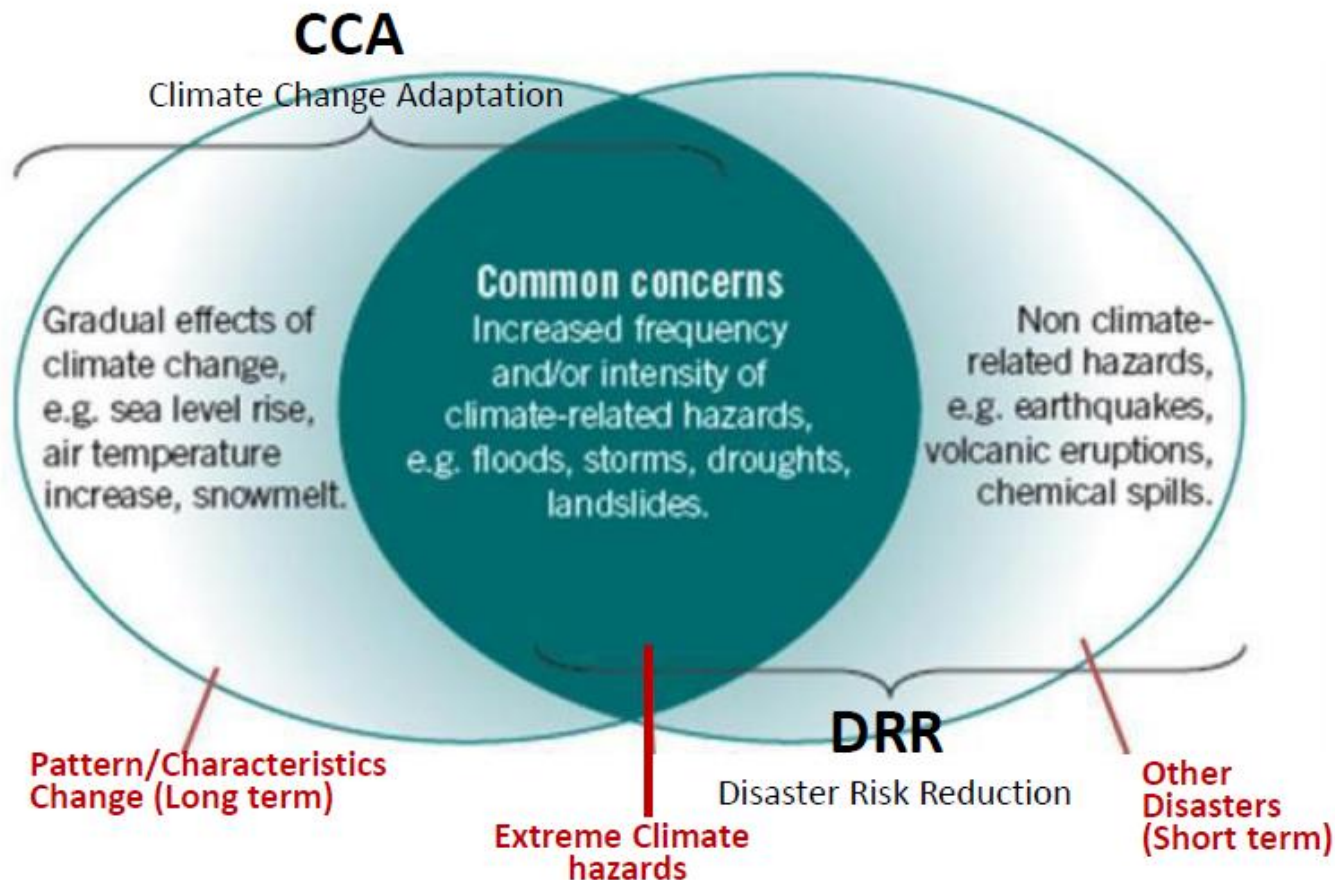 CCA
Climate Change Adaptation
Gradual effects of
climate change,
e.g. sea level rise,
air temperature
increase, snowmelt.
Common concerns
Increased frequency
and/or intensity of
climate-related hazards,
e.g. floods, storms, droughts,
landslides.
Non climate-
related hazards,
e.g. earthquakes,
volcanic eruptions,
chemical spills.
DRR
Disaster Risk Reduction
Pattern/Characteristics
Change (Long term)
Extreme Climate
hazards
Other
Disasters
(Short term)